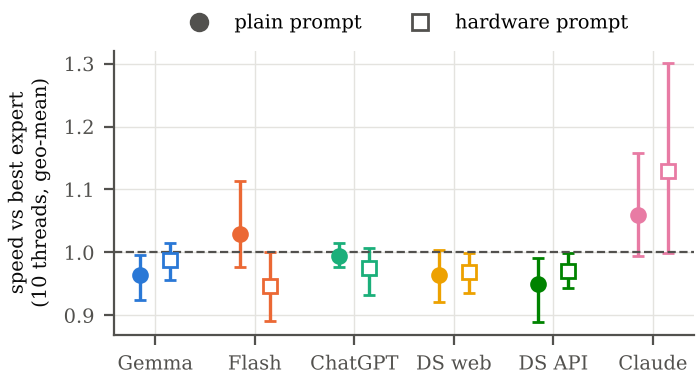 plain prompt hardware prompt
speed vs best expert
(10 threads, geo-mean)
1.3
1.2
1.1
1.0
0.9
Gemma Flash ChatGPT DS web DS API Claude